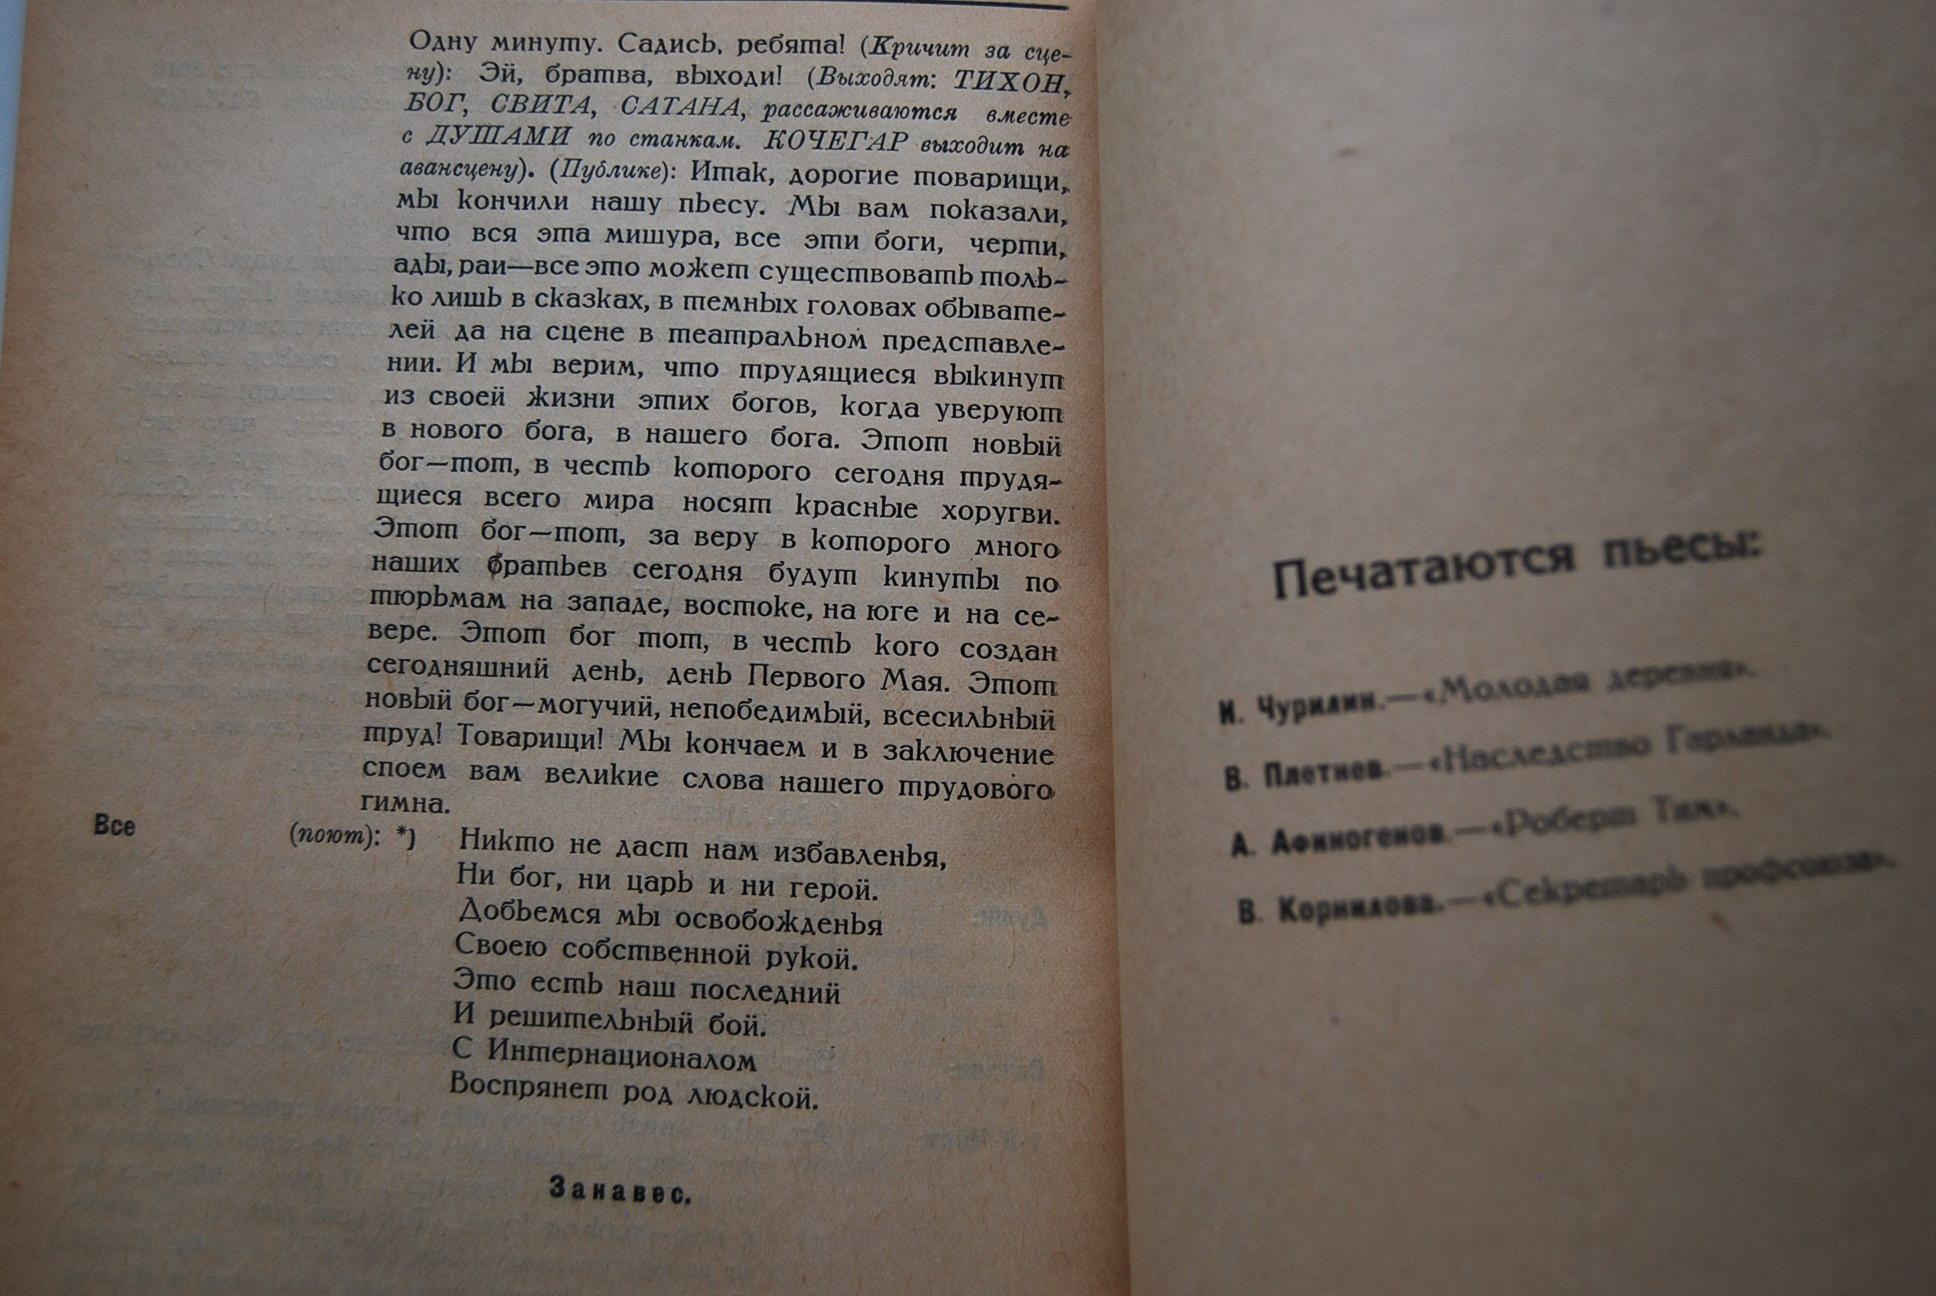 Одну минуту. Садись, ребята! (Кричит за сце-
ну): Эй, братва, выходи! (Выходят: ТИХОН,
БОГ, СВИТА, САТАНА, рассаживаются вместе
с ДУШАМИ по станкам. КОЧЕГАР выходит на
авансцену). (Публике): Итак, дорогие товарищи,
мы кончили нашу пьесу. Мы вам показали,
что вся эта мишура, все эти боги, черти,
ады, раи—все это может существовать толь-
ко лишь в сказках, в темных головах обывате-
лей да на сцене в театральном представле-
нии. И мы верим, что трудящиеся выкинут
из своей жизни этих богов, когда уверуют
в нового бога, в нашего бога. Этот новый
бог—тот, в честь которого сегодня трудя-
щиеся всего мира носят красные хоругви.
Этот бог—тот, за веру в которого много
наших братьев сегодня будут кинуты по
тюрьмам на западе, востоке, на юге и на се-
вере. Этот бог тот, в честь кого создан
сегодняшний день, день Первого Мая. Этот
новый бог—могучий, непобедимый, всесильный
труд! Товарищи! Мы кончаем и в заключение
споем вам великие слова нашего трудового
гимна.
Все (поют): *) Никто не даст нам избавленья,
Ни бог, ни царь и ни герой.
Добьемся мы освобожденья
Своею собственной рукой.
Это есть наш последний
И решительный бой.
С Интернационалом
Воспрянет род людской.
Занавес.
Печатаются пьесы:
И. Чурилин.—«Молодая деревня».
В. Плетнев.—«Наследство Гарланда».
А. Афиногенов.—«Роберт Тим».
В. Корнилова.—«Секретарь профсоюза».